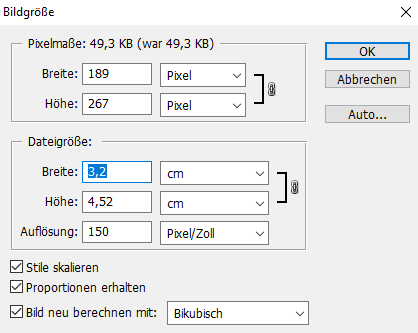 Bildgröße
Pixelmaße: 49,3 KB (war 49,3 KB)
Breite: 189 Pixel
Höhe: 267 Pixel
OK
Abbrechen
Auto...
Dateigröße:
Breite: 3,2 cm
Höhe: 4,52 cm
Auflösung: 150 Pixel/Zoll
Stile skalieren
Proportionen erhalten
Bild neu berechnen mit: Bikubisch